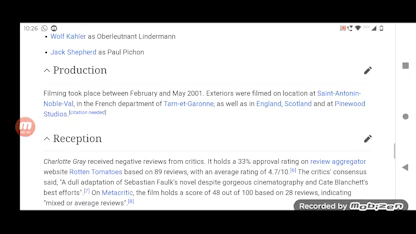 10:26
• Wolf Kahler as Oberleutnant Lindermann
• Jack Shepherd as Paul Pichon
Production
Filming took place between February and May 2001. Exteriors were filmed on location at Saint-Antonin-
Noble-Val, in the French department of Tarn-et-Garonne, as well as in England, Scotland and at Pinewood
Studios.[citation needed]
Reception
Charlotte Gray received negative reviews from critics. It holds a 33% approval rating on review aggregator
website Rotten Tomatoes based on 89 reviews, with an average rating of 4.7/10.[6] The critics' consensus
said, "A dull adaptation of Sebastian Faulk's novel despite gorgeous cinematography and Cate Blanchett's
best efforts".[7] On Metacritic, the film holds a score of 48 out of 100 based on 28 reviews, indicating
"mixed or average reviews".[8]
Recorded by MOBIZEN